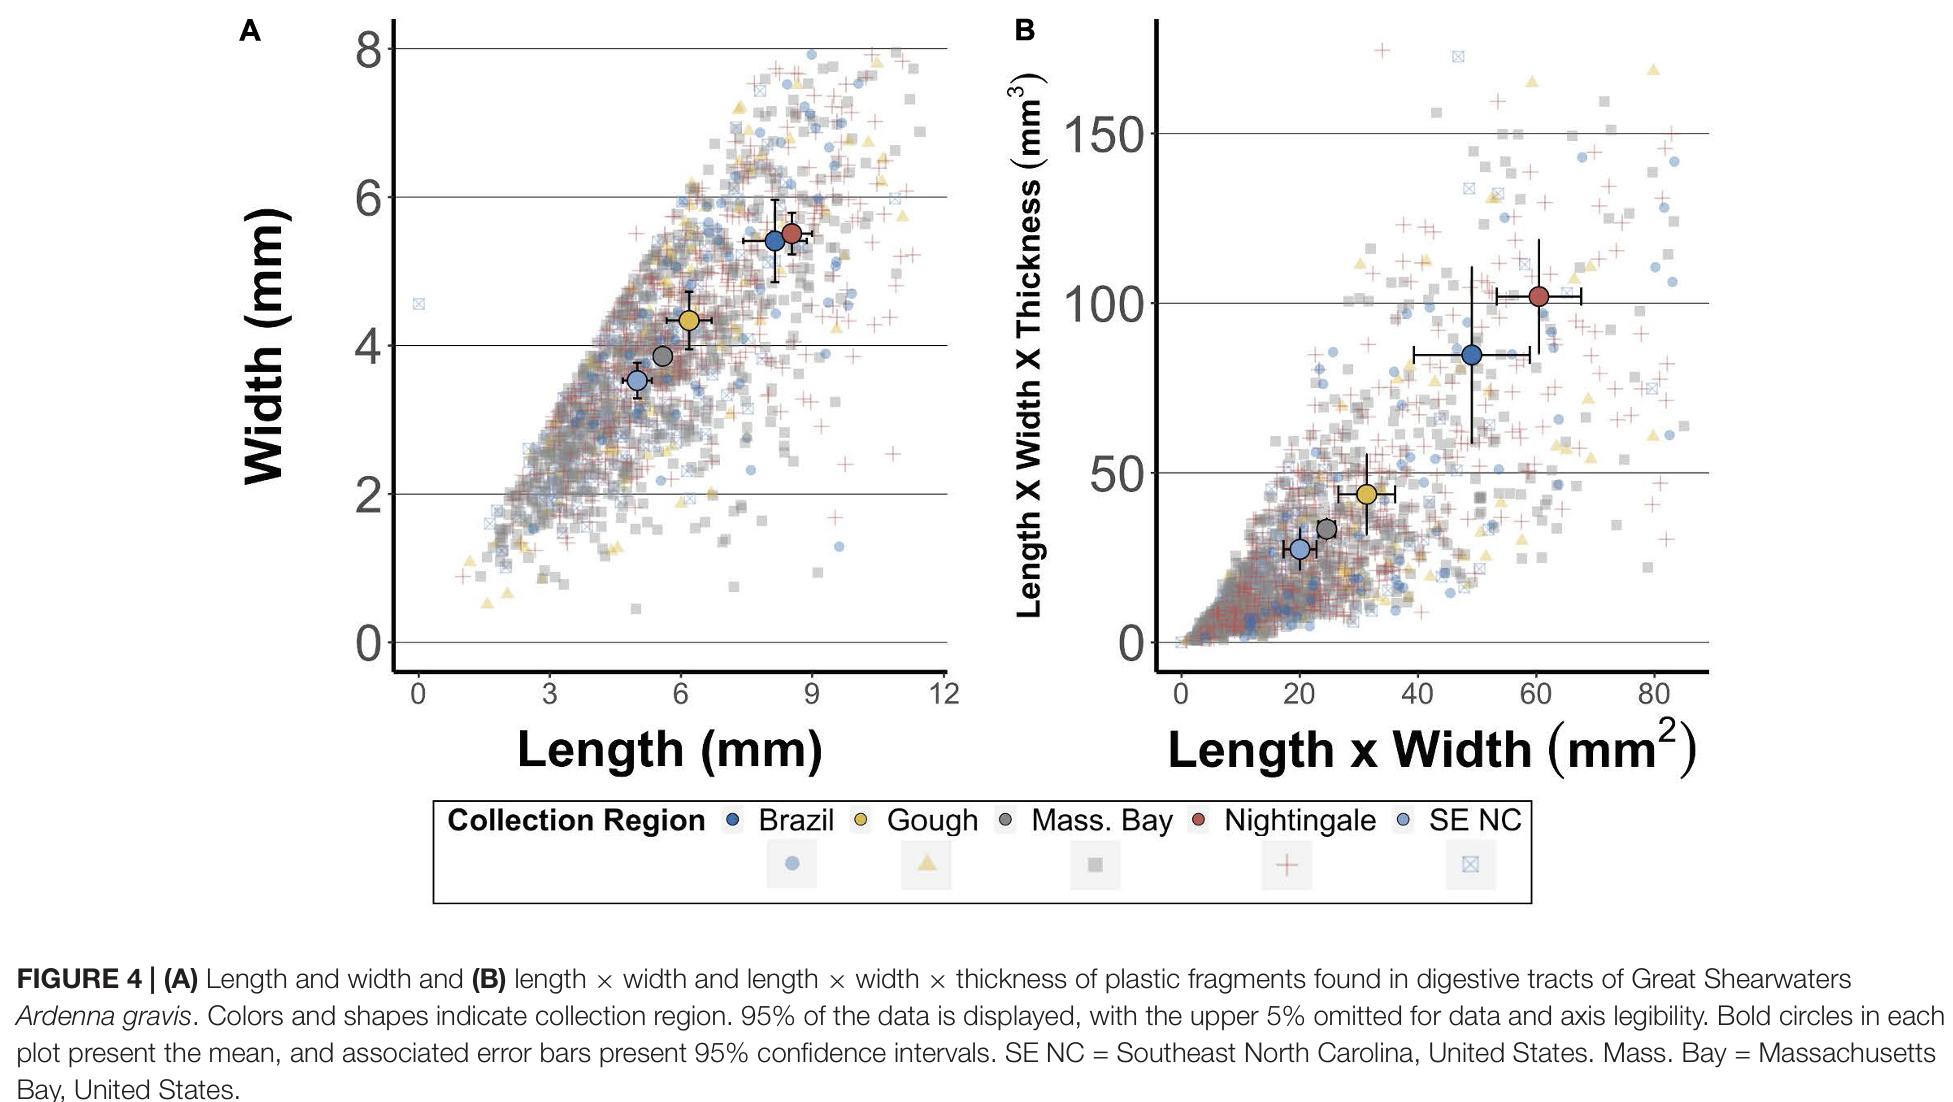 A
B
8
6
4
2
0
Width (mm)
0 3 6 9 12
Length (mm)
150
100
50
0
Length X Width X Thickness (mm³)
0 20 40 60 80
Length x Width (mm²)
Collection Region Brazil Gough Mass. Bay Nightingale SE NC
FIGURE 4 | (A) Length and width and (B) length × width and length × width × thickness of plastic fragments found in digestive tracts of Great Shearwaters
Ardenna gravis. Colors and shapes indicate collection region. 95% of the data is displayed, with the upper 5% omitted for data and axis legibility. Bold circles in each
plot present the mean, and associated error bars present 95% confidence intervals. SE NC = Southeast North Carolina, United States. Mass. Bay = Massachusetts
Bay, United States.